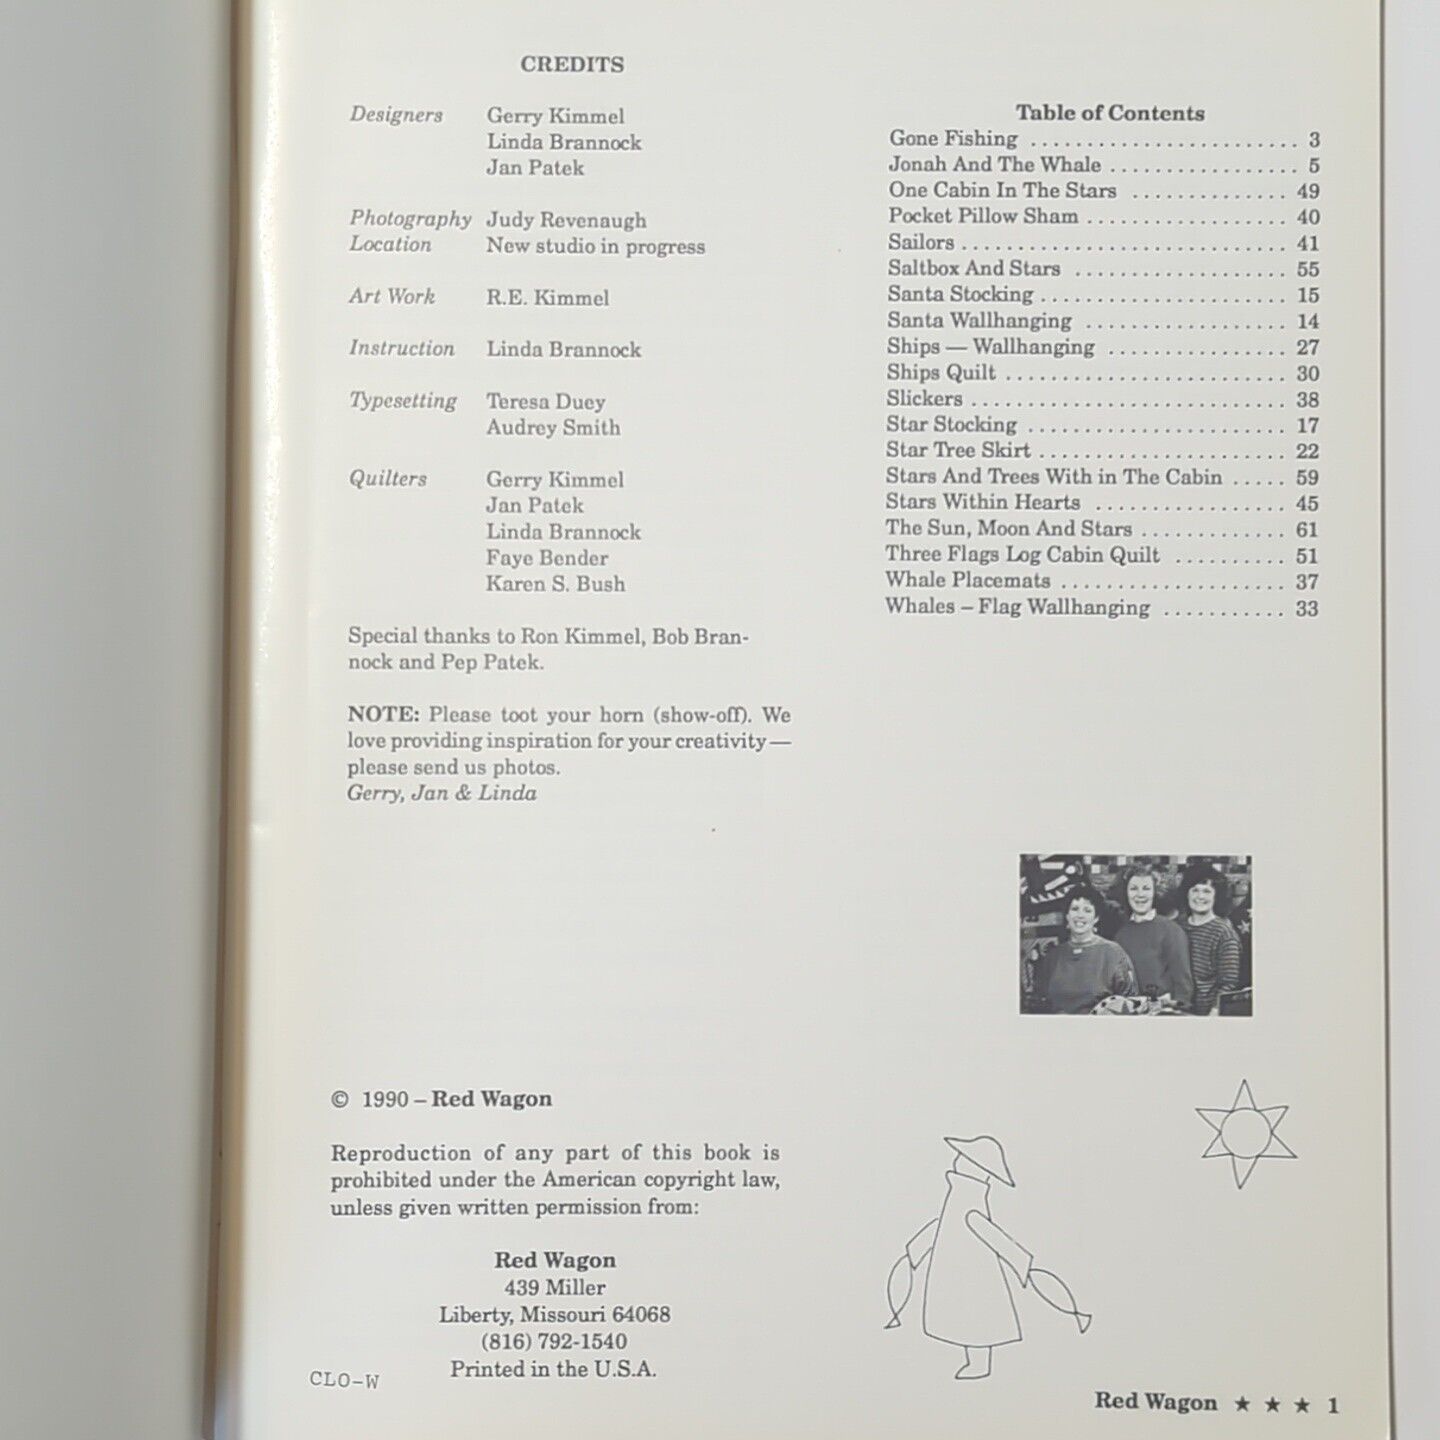 CREDITS
Designers Gerry Kimmel
Linda Brannock
Jan Patek
Photography Judy Revenaugh
Location New studio in progress
Art Work R.E. Kimmel
Instruction Linda Brannock
Typesetting Teresa Duey
Audrey Smith
Quilters Gerry Kimmel
Jan Patek
Linda Brannock
Faye Bender
Karen S. Bush
Special thanks to Ron Kimmel, Bob Bran-
nock and Pep Patek.
NOTE: Please toot your horn (show-off). We
love providing inspiration for your creativity—
please send us photos.
Gerry, Jan & Linda
© 1990 – Red Wagon
Reproduction of any part of this book is
prohibited under the American copyright law,
unless given written permission from:
Red Wagon
439 Miller
Liberty, Missouri 64068
(816) 792-1540
Printed in the U.S.A.
CLO-W
Table of Contents
Gone Fishing ........................ 3
Jonah And The Whale ................. 5
One Cabin In The Stars .............. 49
Pocket Pillow Sham .................. 40
Sailors ............................. 41
Saltbox And Stars ................... 55
Santa Stocking ...................... 15
Santa Wallhanging .................. 14
Ships — Wallhanging ................ 27
Ships Quilt ......................... 30
Slickers ............................ 38
Star Stocking ....................... 17
Star Tree Skirt ...................... 22
Stars And Trees With in The Cabin ..... 59
Stars Within Hearts ................. 45
The Sun, Moon And Stars ............. 61
Three Flags Log Cabin Quilt .......... 51
Whale Placemats .................... 37
Whales – Flag Wallhanging ........... 33
Red Wagon ★ ★ ★ 1